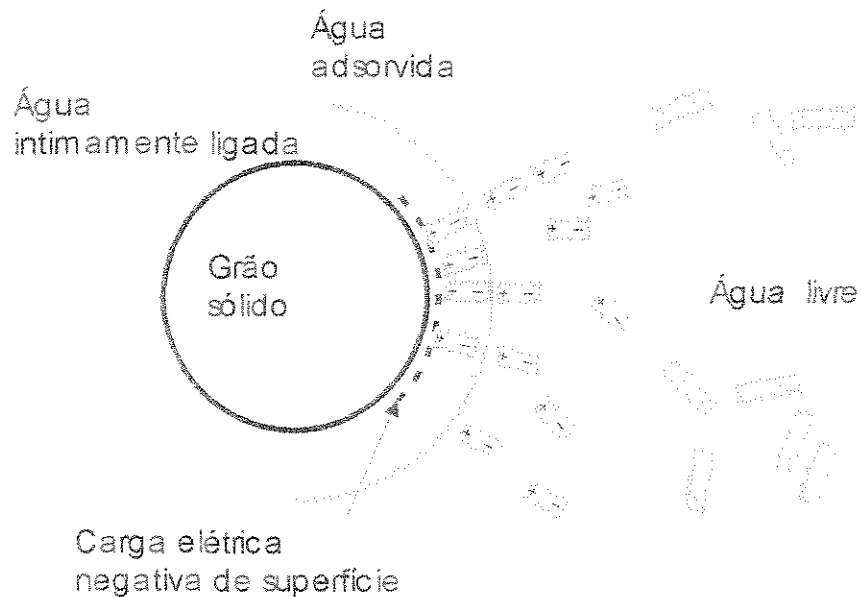 Água
adsorvida
Água
intimamente ligada
Grão
sólido
Água livre
Carga elétrica
negativa de superfície